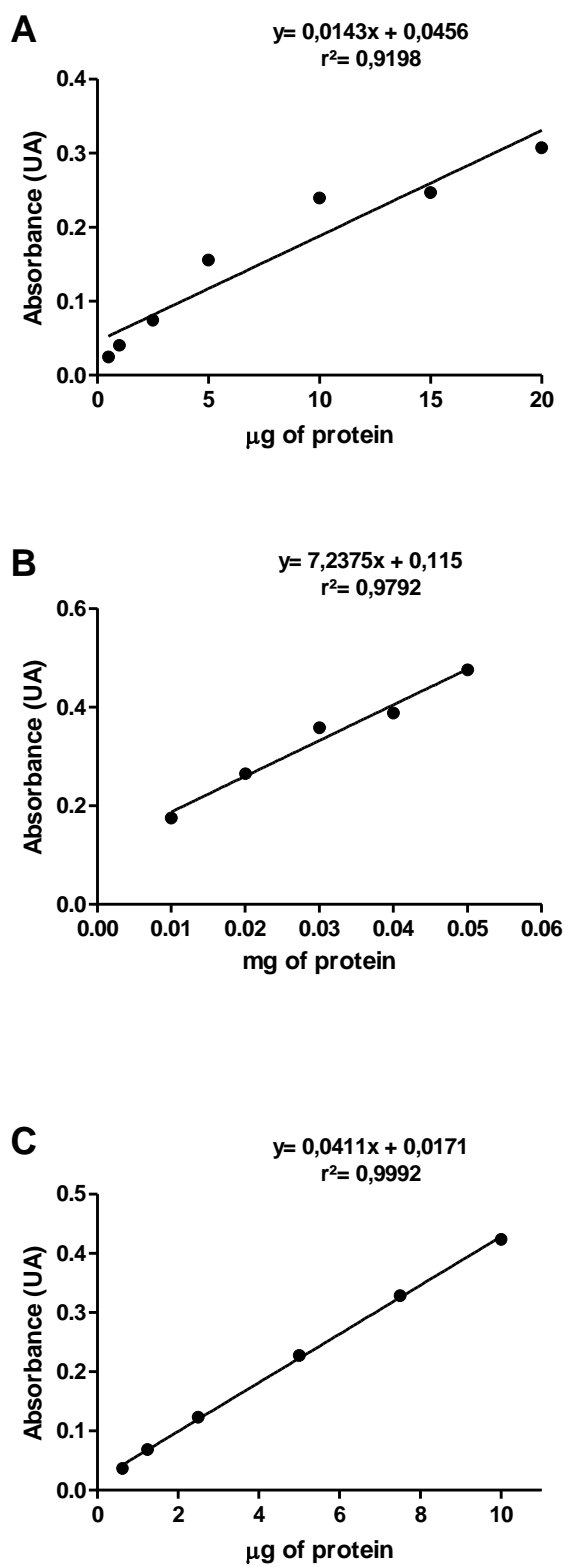 A
y= 0,0143x + 0,0456
r²= 0,9198
0.4
0.3
0.2
0.1
0.0
Absorbance (UA)
0 5 10 15 20
μg of protein
B
y= 7,2375x + 0,115
r²= 0,9792
0.6
0.4
0.2
0.0
Absorbance (UA)
0.00 0.01 0.02 0.03 0.04 0.05 0.06
mg of protein
C
y= 0,0411x + 0,0171
r²= 0,9992
0.5
0.4
0.3
0.2
0.1
0.0
Absorbance (UA)
0 2 4 6 8 10
μg of protein